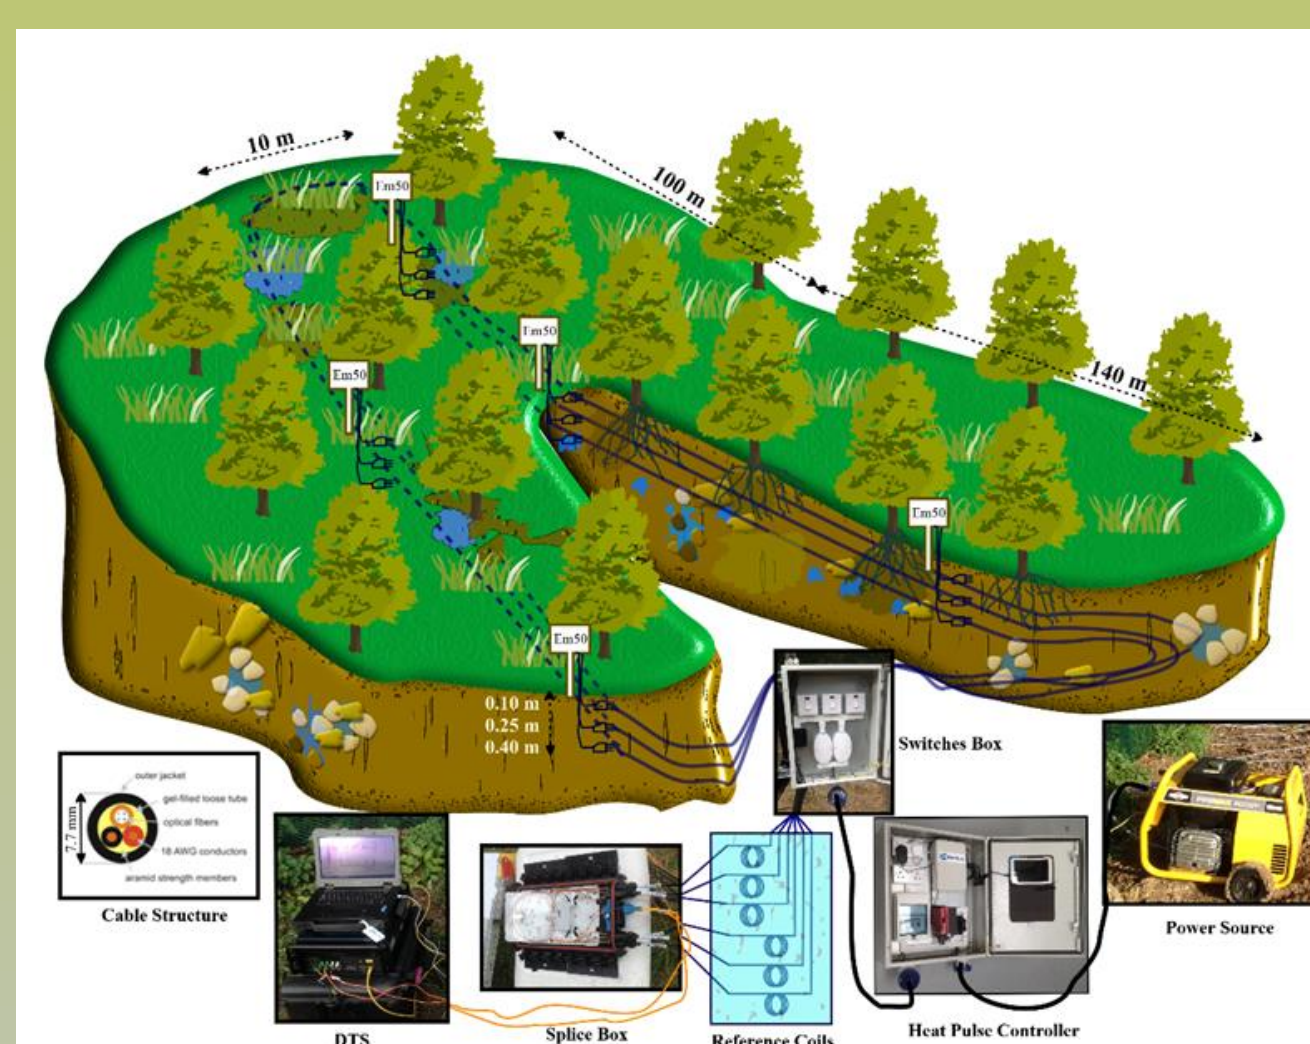 10 m
100 m
140 m
Em50
Em50
Em50
Em50
Em50
0.10 m
0.25 m
0.40 m
Switches Box
outer jacket
gel-filled loose tube
optical fibers
18 AWG conductors
aramid strength members
7.7 mm
Cable Structure
DTS
Splice Box
Reference Coils
Heat Pulse Controller
Power Source